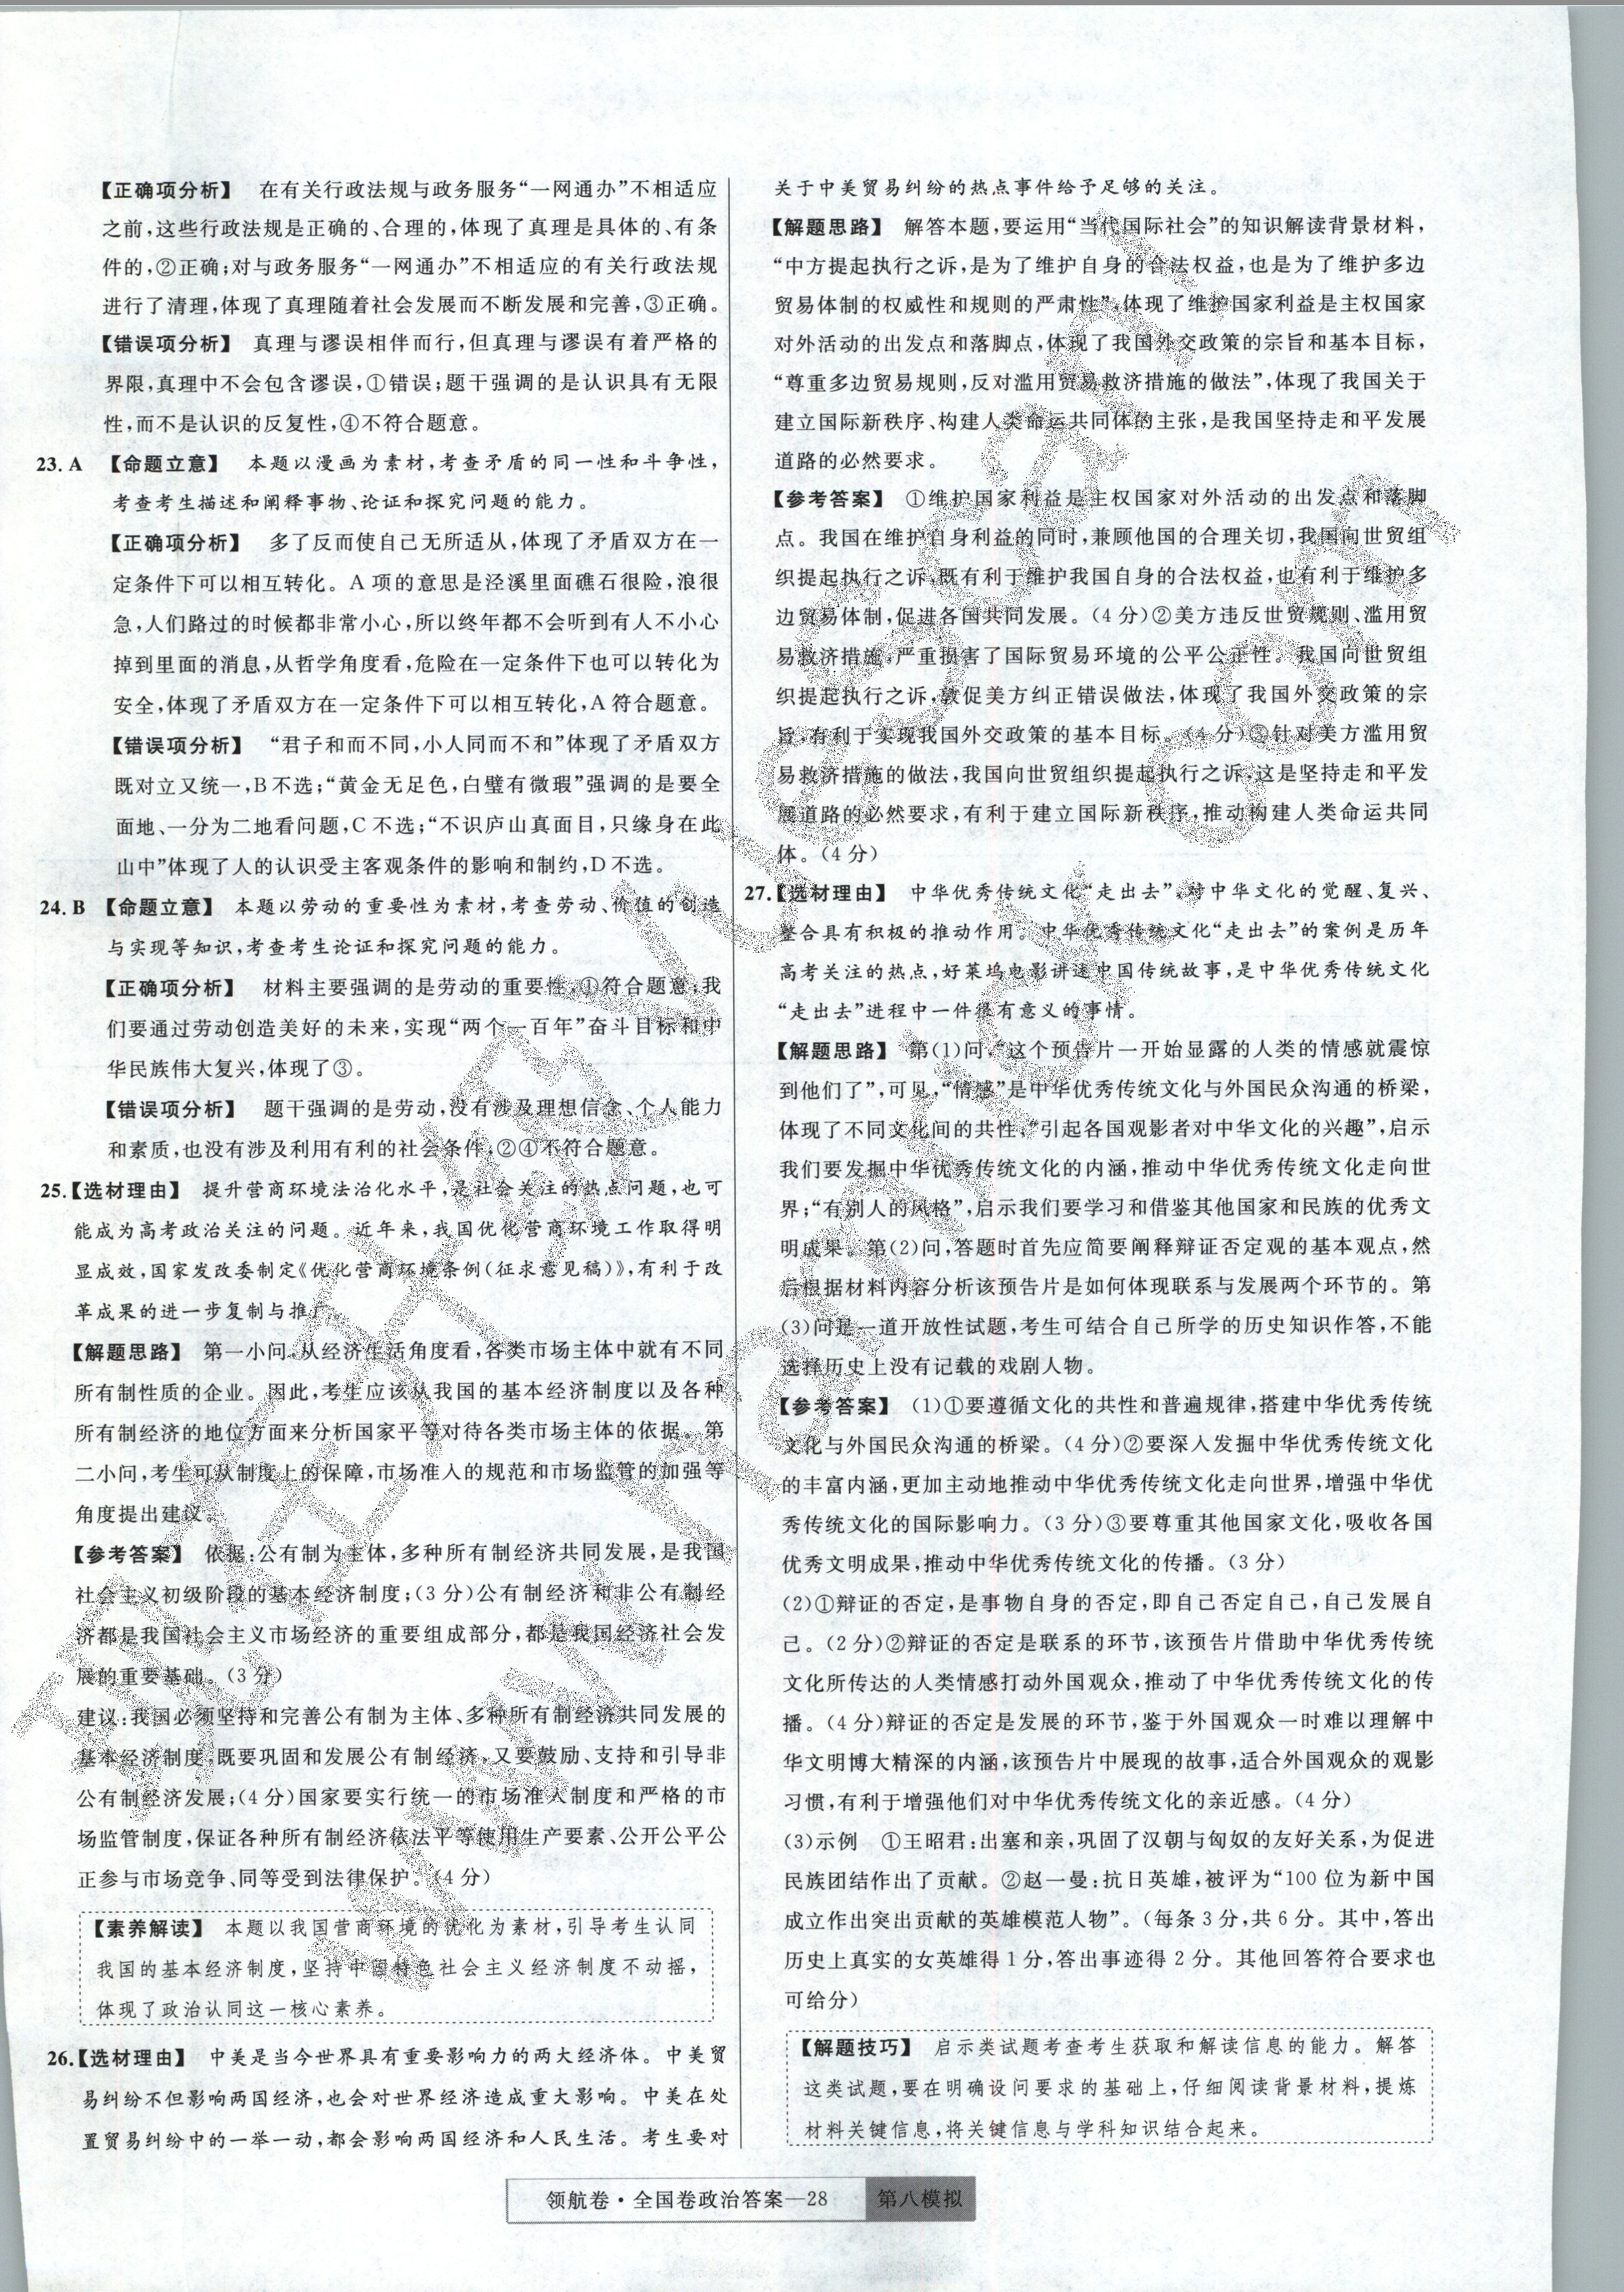 【正确项分析】 在有关行政法规与政务服务“一网通办”不相适应
之前，这些行政法规是正确的、合理的，体现了真理是具体的、有条
件的，②正确；对与政务服务“一网通办”不相适应的有关行政法规
进行了清理，体现了真理随着社会发展而不断发展和完善，③正确。
【错误项分析】 真理与谬误相伴而行，但真理与谬误有着严格的
界限，真理中不会包含谬误，①错误；题干强调的是认识具有无限
性，而不是认识的反复性，④不符合题意。
23. A 【命题立意】 本题以漫画为素材，考查矛盾的同一性和斗争性，
考查考生描述和阐释事物、论证和探究问题的能力。
【正确项分析】 多了反而使自己无所适从，体现了矛盾双方在一
定条件下可以相互转化。A 项的意思是泾溪里面礁石很险，浪很
急，人们路过的时候都非常小心，所以终年都不会听到有人不小心
掉到里面的消息，从哲学角度看，危险在一定条件下也可以转化为
安全，体现了矛盾双方在一定条件下可以相互转化，A 符合题意。
【错误项分析】 “君子和而不同，小人同而不和”体现了矛盾双方
既对立又统一，B 不选；“黄金无足色，白璧有微瑕”强调的是要全
面地、一分为二地看问题，C 不选；“不识庐山真面目，只缘身在此
山中”体现了人的认识受主客观条件的影响和制约，D 不选。
24. B 【命题立意】 本题以劳动的重要性为素材，考查劳动、价值的创造
与实现等知识，考查考生论证和探究问题的能力。
【正确项分析】 材料主要强调的是劳动的重要性，①符合题意；我
们要通过劳动创造美好的未来，实现“两个一百年”奋斗目标和中
华民族伟大复兴，体现了③。
【错误项分析】 题干强调的是劳动，没有涉及理想信念、个人能力
和素质，也没有涉及利用有利的社会条件，②④不符合题意。
25.【选材理由】 提升营商环境法治化水平，是社会关注的热点问题，也可
能成为高考政治关注的问题。近年来，我国优化营商环境工作取得明
显成效，国家发改委制定《优化营商环境条例（征求意见稿）》，有利于改
革成果的进一步复制与推广。
【解题思路】 第一小问，从经济生活角度看，各类市场主体中就有不同
所有制性质的企业。因此，考生应该从我国的基本经济制度以及各种
所有制经济的地位方面来分析国家平等对待各类市场主体的依据。第
二小问，考生可从制度上的保障，市场准入的规范和市场监管的加强等
角度提出建议。
【参考答案】 依据：公有制为主体，多种所有制经济共同发展，是我国
社会主义初级阶段的基本经济制度；（3 分）公有制经济和非公有制经
济都是我国社会主义市场经济的重要组成部分，都是我国经济社会发
展的重要基础。（3 分）
建议：我国必须坚持和完善公有制为主体、多种所有制经济共同发展的
基本经济制度，既要巩固和发展公有制经济，又要鼓励、支持和引导非
公有制经济发展；（4 分）国家要实行统一的市场准入制度和严格的市
场监管制度，保证各种所有制经济依法平等使用生产要素、公开公平公
正参与市场竞争、同等受到法律保护。（4 分）
【素养解读】 本题以我国营商环境的优化为素材，引导考生认同
我国的基本经济制度，坚持中国特色社会主义经济制度不动摇，
体现了政治认同这一核心素养。
26.【选材理由】 中美是当今世界具有重要影响力的两大经济体。中美贸
易纠纷不但影响两国经济，也会对世界经济造成重大影响。中美在处
置贸易纠纷中的一举一动，都会影响两国经济和人民生活。考生要对
关于中美贸易纠纷的热点事件给予足够的关注。
【解题思路】 解答本题，要运用“当代国际社会”的知识解读背景材料，
“中方提起执行之诉，是为了维护自身的合法权益，也是为了维护多边
贸易体制的权威性和规则的严肃性”，体现了维护国家利益是主权国家
对外活动的出发点和落脚点，体现了我国外交政策的宗旨和基本目标，
“尊重多边贸易规则，反对滥用贸易救济措施的做法”，体现了我国关于
建立国际新秩序、构建人类命运共同体的主张，是我国坚持走和平发展
道路的必然要求。
【参考答案】 ①维护国家利益是主权国家对外活动的出发点和落脚
点。我国在维护自身利益的同时，兼顾他国的合理关切，我国向世贸组
织提起执行之诉，既有利于维护我国自身的合法权益，也有利于维护多
边贸易体制，促进各国共同发展。（4 分）②美方违反世贸规则、滥用贸
易救济措施，严重损害了国际贸易环境的公平公正性。我国向世贸组
织提起执行之诉，敦促美方纠正错误做法，体现了我国外交政策的宗
旨，有利于实现我国外交政策的基本目标。（4 分）③针对美方滥用贸
易救济措施的做法，我国向世贸组织提起执行之诉，这是坚持走和平发
展道路的必然要求，有利于建立国际新秩序，推动构建人类命运共同
体。（4 分）
27.【选材理由】 中华优秀传统文化“走出去”，对中华文化的觉醒、复兴、
整合具有积极的推动作用。中华优秀传统文化“走出去”的案例是历年
高考关注的热点，好莱坞电影讲述中国传统故事，是中华优秀传统文化
“走出去”进程中一件很有意义的事情。
【解题思路】 第（1）问，“这个预告片一开始显露的人类的情感就震惊
到他们了”，可见，“情感”是中华优秀传统文化与外国民众沟通的桥梁，
体现了不同文化间的共性，“引起各国观影者对中华文化的兴趣”，启示
我们要发掘中华优秀传统文化的内涵，推动中华优秀传统文化走向世
界；“有别人的风格”，启示我们要学习和借鉴其他国家和民族的优秀文
明成果。第（2）问，答题时首先应简要阐释辩证否定观的基本观点，然
后根据材料内容分析该预告片是如何体现联系与发展两个环节的。第
（3）问是一道开放性试题，考生可结合自己所学的历史知识作答，不能
选择历史上没有记载的戏剧人物。
【参考答案】 （1）①要遵循文化的共性和普遍规律，搭建中华优秀传统
文化与外国民众沟通的桥梁。（4 分）②要深入发掘中华优秀传统文化
的丰富内涵，更加主动地推动中华优秀传统文化走向世界，增强中华优
秀传统文化的国际影响力。（3 分）③要尊重其他国家文化，吸收各国
优秀文明成果，推动中华优秀传统文化的传播。（3 分）
（2）①辩证的否定，是事物自身的否定，即自己否定自己，自己发展自
己。（2 分）②辩证的否定是联系的环节，该预告片借助中华优秀传统
文化所传达的人类情感打动外国观众，推动了中华优秀传统文化的传
播。（4 分）辩证的否定是发展的环节，鉴于外国观众一时难以理解中
华文明博大精深的内涵，该预告片中展现的故事，适合外国观众的观影
习惯，有利于增强他们对中华优秀传统文化的亲近感。（4 分）
（3）示例 ①王昭君：出塞和亲，巩固了汉朝与匈奴的友好关系，为促进
民族团结作出了贡献。②赵一曼：抗日英雄，被评为“100 位为新中国
成立作出突出贡献的英雄模范人物”。（每条 3 分，共 6 分。其中，答出
历史上真实的女英雄得 1 分，答出事迹得 2 分。其他回答符合要求也
可给分）
【解题技巧】 启示类试题考查考生获取和解读信息的能力。解答
这类试题，要在明确设问要求的基础上，仔细阅读背景材料，提炼
材料关键信息，将关键信息与学科知识结合起来。
领航卷·全国卷政治答案—28 第八模拟